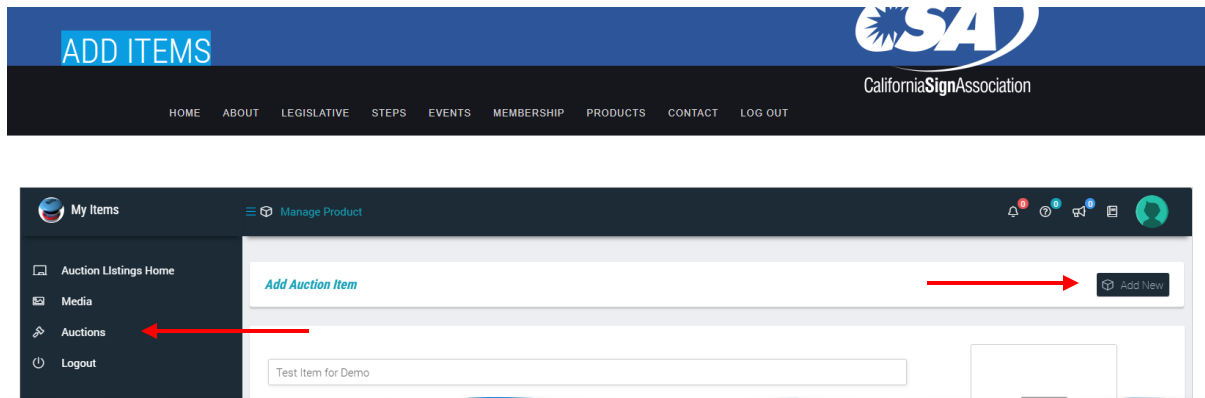 ADD ITEMS
CSA
CaliforniaSignAssociation
HOME ABOUT LEGISLATIVE STEPS EVENTS MEMBERSHIP PRODUCTS CONTACT LOG OUT
My Items
Manage Product
0 0 0
Auction LIstings Home
Media
Auctions
Logout
Add Auction Item
Add New
Test Item for Demo